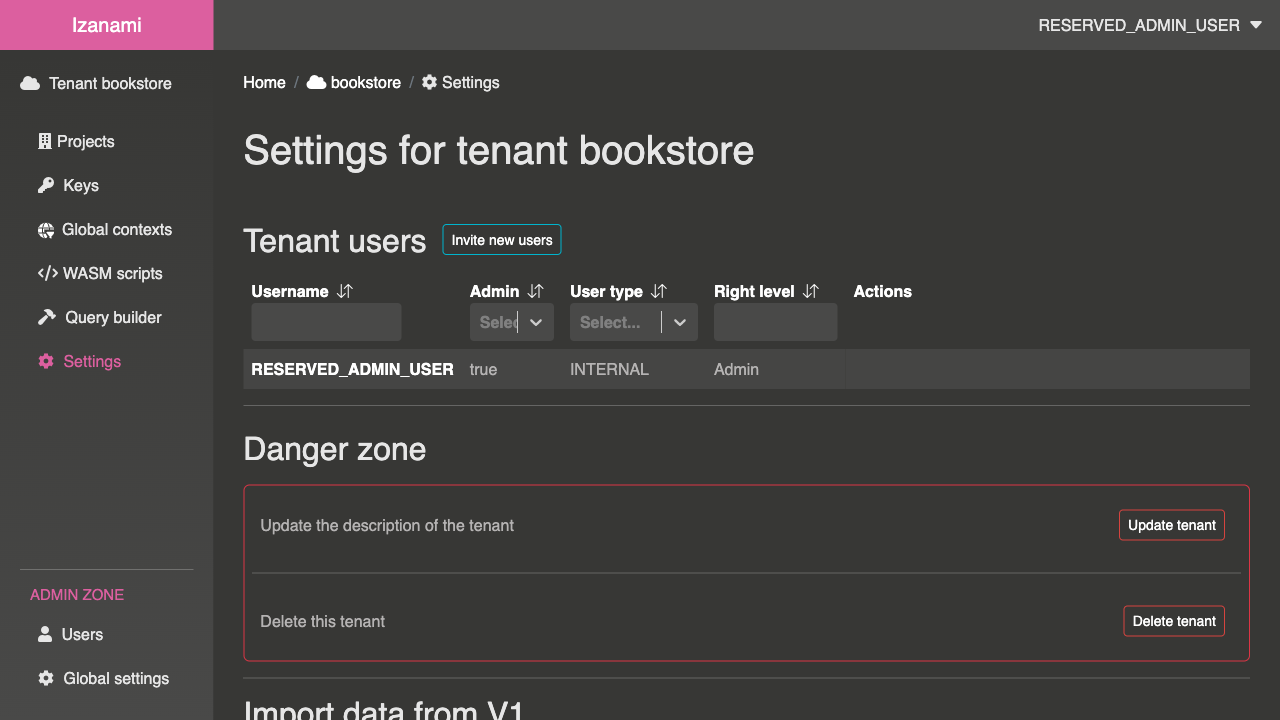 Izanami
RESERVED_ADMIN_USER
Tenant bookstore
Projects
Keys
Global contexts
WASM scripts
Query builder
Settings
ADMIN ZONE
Users
Global settings
Home / bookstore / Settings
Settings for tenant bookstore
Tenant users Invite new users
Username Admin User type Right level Actions
Selec Select...
RESERVED_ADMIN_USER true INTERNAL Admin
Danger zone
Update the description of the tenant Update tenant
Delete this tenant Delete tenant
Import data from V1